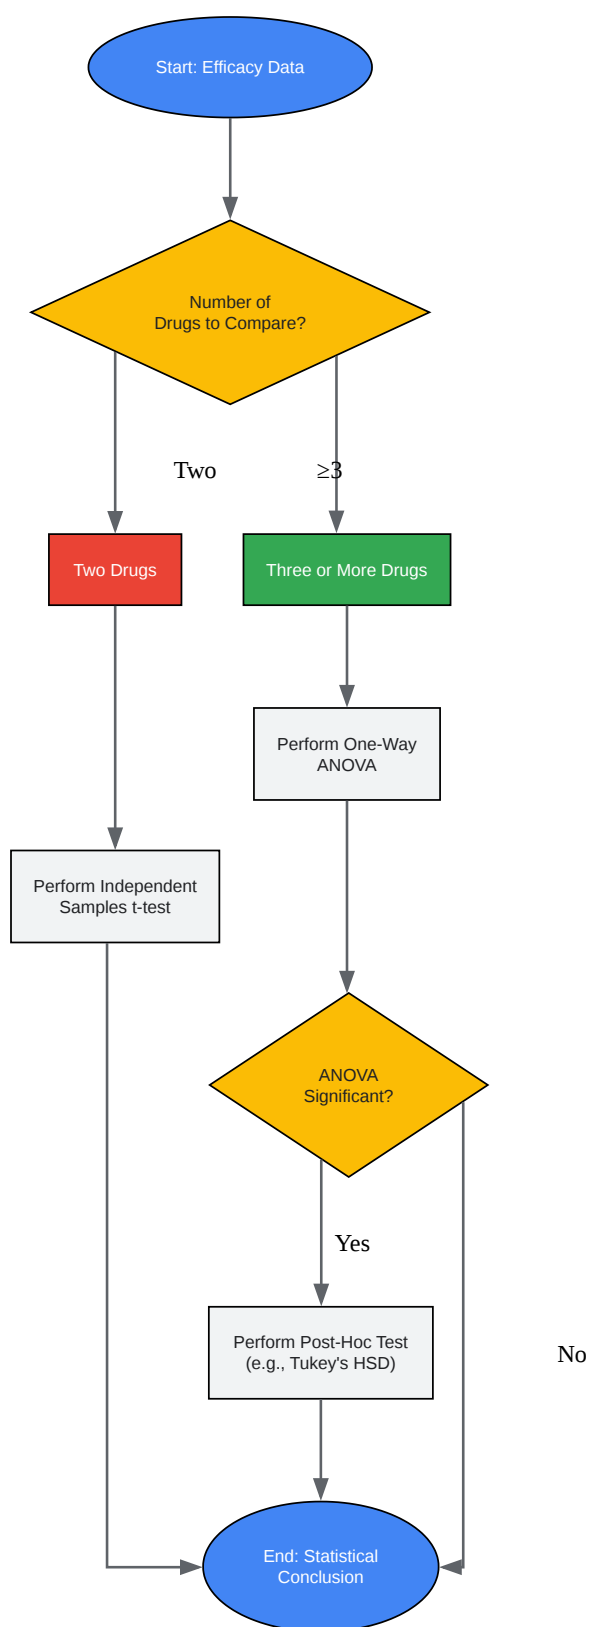 Start: Efficacy Data
Number of
Drugs to Compare?
Two
≥3
Two Drugs
Three or More Drugs
Perform One-Way
ANOVA
Perform Independent
Samples t-test
ANOVA
Significant?
Yes
Perform Post-Hoc Test
(e.g., Tukey's HSD)
No
End: Statistical
Conclusion